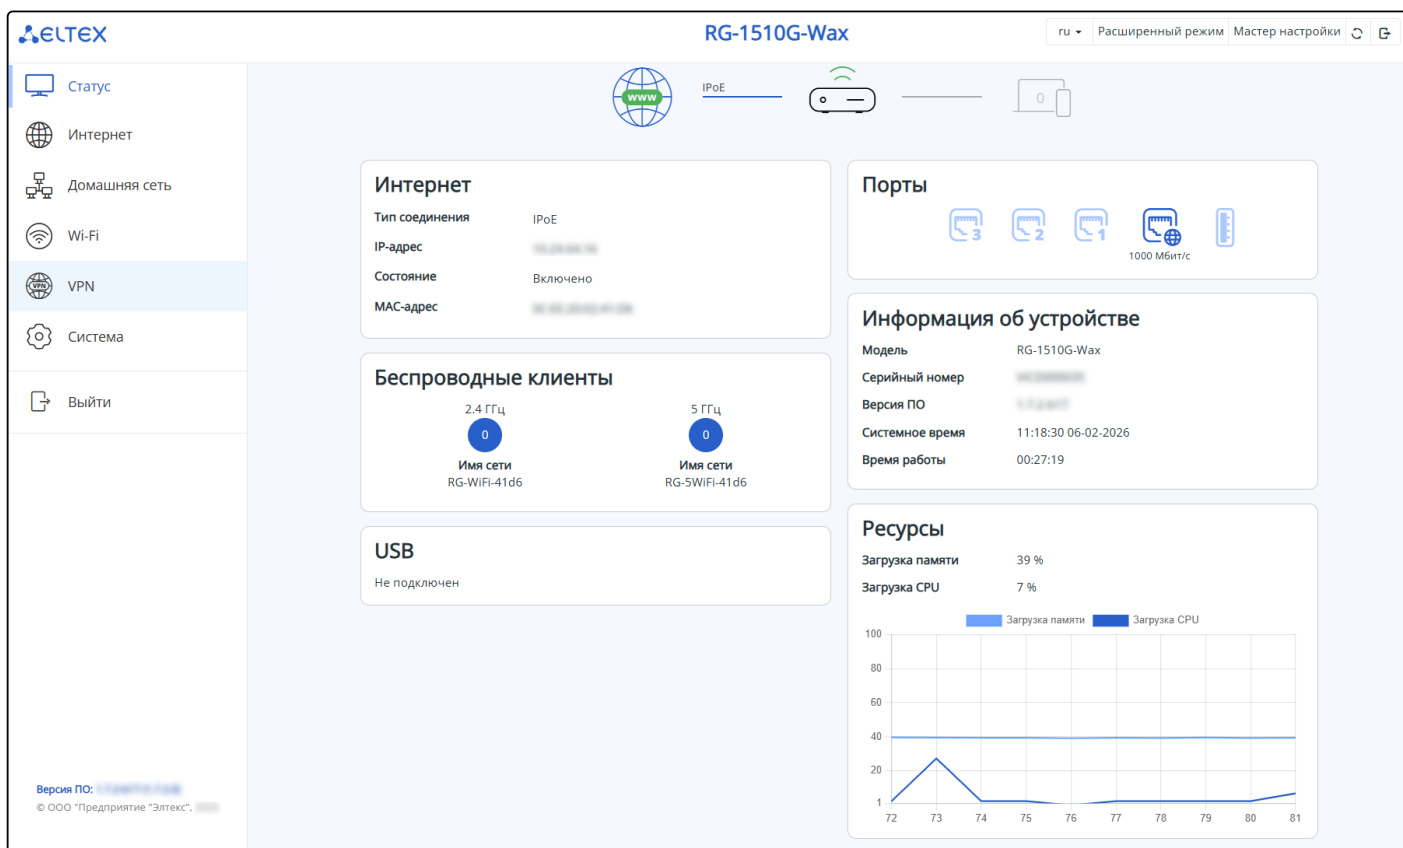 ELTEX
RG-1510G-Wax
ru
Расширенный режим
Мастер настройки
Статус
Интернет
Домашняя сеть
Wi-Fi
VPN
VPN
Система
Выйти
www
IPoE
0
Интернет
Тип соединения IPoE
IP-адрес
Состояние Включено
MAC-адрес
Беспроводные клиенты
2.4 ГГц 5 ГГц
0 0
Имя сети Имя сети
RG-WiFi-41d6 RG-5WiFi-41d6
USB
Не подключен
Порты
3 2 1
1000 Мбит/с
Информация об устройстве
Модель RG-1510G-Wax
Серийный номер
Версия ПО
Системное время 11:18:30 06-02-2026
Время работы 00:27:19
Ресурсы
Загрузка памяти 39 %
Загрузка CPU 7 %
Загрузка памяти Загрузка CPU
100
80
60
40
20
1
72 73 74 75 76 77 78 79 80 81
Версия ПО:
© ООО "Предприятие "Элтекс",